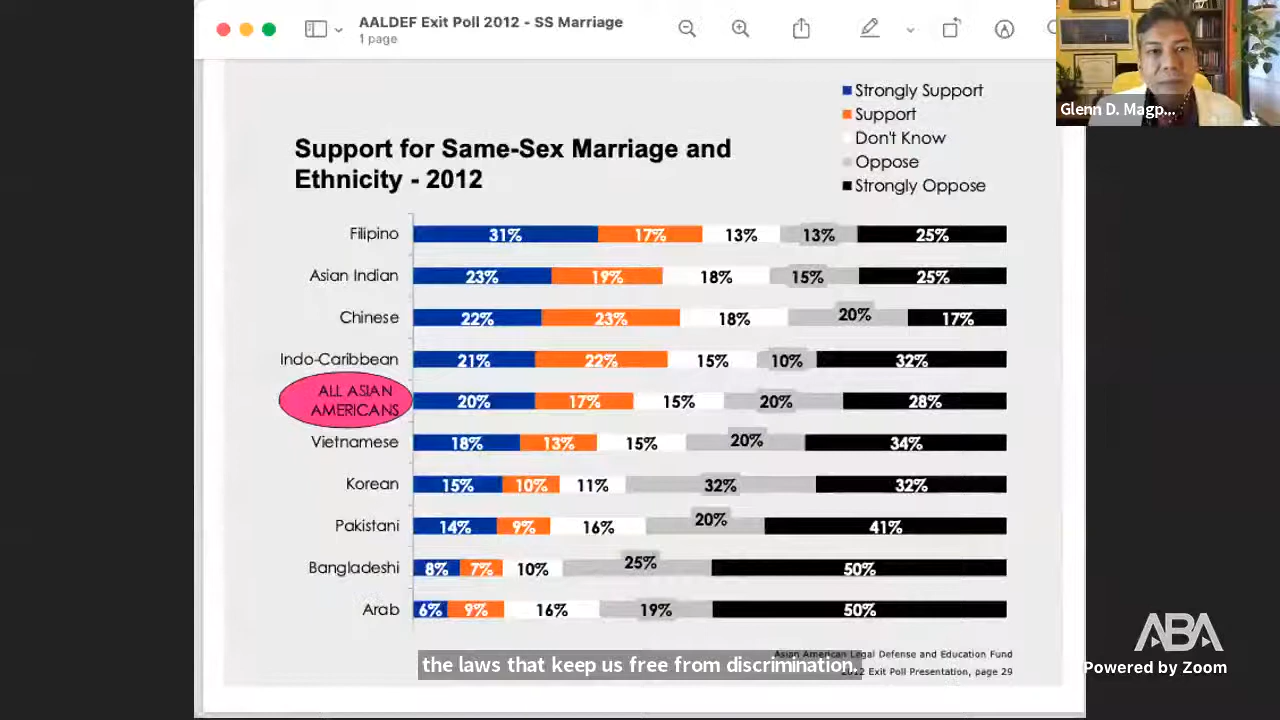 AALDEF Exit Poll 2012 - SS Marriage
1 page
Glenn D. Magp...
Strongly Support
Support
Don't Know
Oppose
Strongly Oppose
Support for Same-Sex Marriage and
Ethnicity - 2012
Filipino 31% 17% 13% 13% 25%
Asian Indian 23% 19% 18% 15% 25%
Chinese 22% 23% 18% 20% 17%
Indo-Caribbean 21% 22% 15% 10% 32%
ALL ASIAN
AMERICANS 20% 17% 15% 20% 28%
Vietnamese 18% 13% 15% 20% 34%
Korean 15% 10% 11% 32% 32%
Pakistani 14% 9% 16% 20% 41%
Bangladeshi 8% 7% 10% 25% 50%
Arab 6% 9% 16% 19% 50%
Asian American Legal Defense and Education Fund
2012 Exit Poll Presentation, page 29
the laws that keep us free from discrimination.
ABA
Powered by Zoom